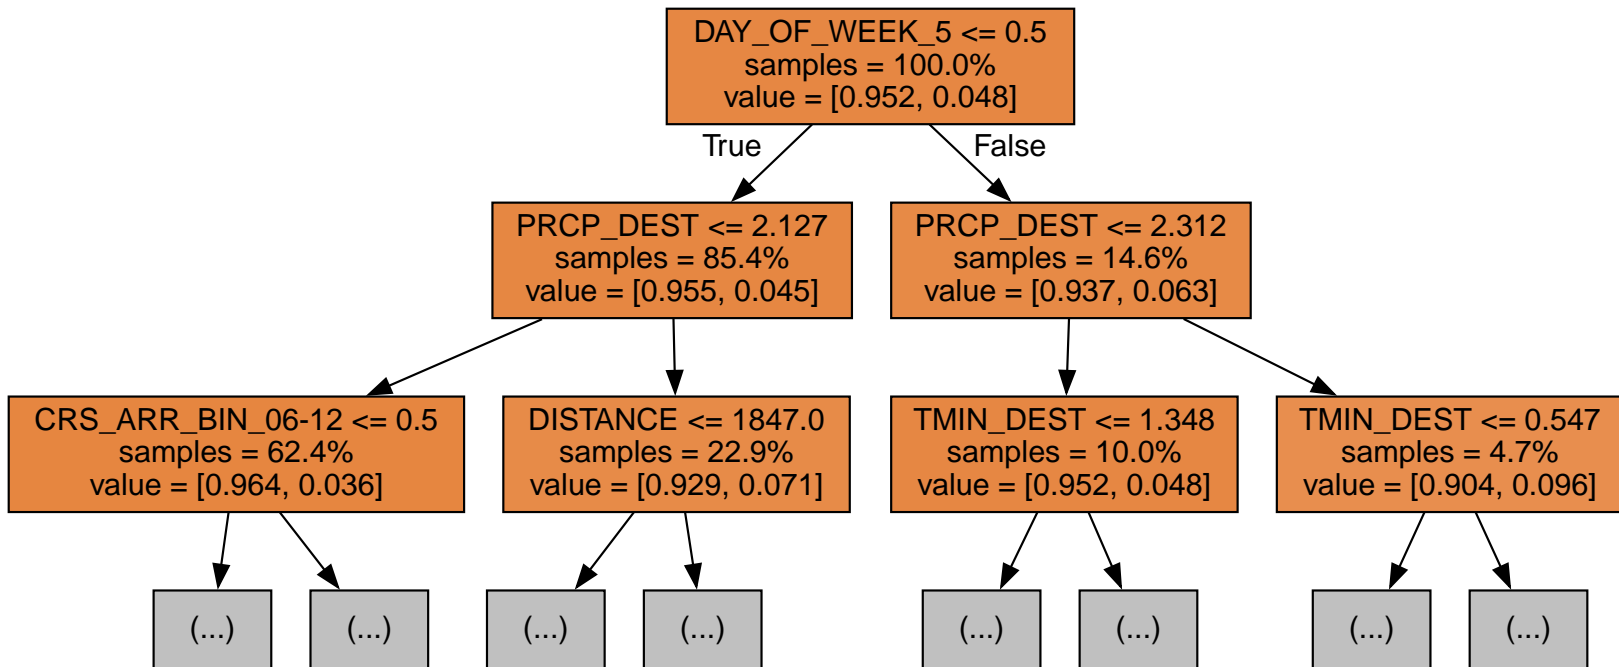 DAY_OF_WEEK_5 <= 0.5
samples = 100.0%
value = [0.952, 0.048]
True
False
PRCP_DEST <= 2.127
samples = 85.4%
value = [0.955, 0.045]
PRCP_DEST <= 2.312
samples = 14.6%
value = [0.937, 0.063]
CRS_ARR_BIN_06-12 <= 0.5
samples = 62.4%
value = [0.964, 0.036]
DISTANCE <= 1847.0
samples = 22.9%
value = [0.929, 0.071]
TMIN_DEST <= 1.348
samples = 10.0%
value = [0.952, 0.048]
TMIN_DEST <= 0.547
samples = 4.7%
value = [0.904, 0.096]
(...)
(...)
(...)
(...)
(...)
(...)
(...)
(...)